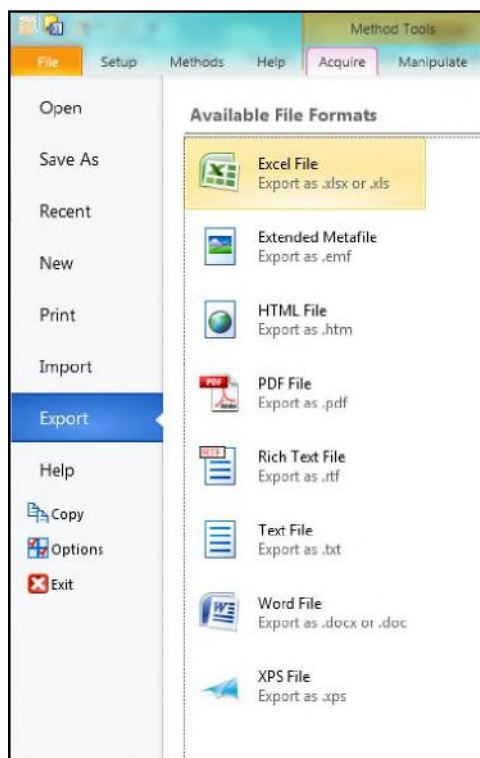 Method Tools
File Setup Methods Help Acquire Manipulate
Open
Save As
Recent
New
Print
Import
Export
Help
Copy
Options
Exit
Available File Formats
Excel File
Export as .xlsx or .xls
Extended Metafile
Export as .emf
HTML File
Export as .htm
PDF File
Export as .pdf
Rich Text File
Export as .rtf
Text File
Export as .txt
Word File
Export as .docx or .doc
XPS File
Export as .xps
PDF
Adobe
RTF
W